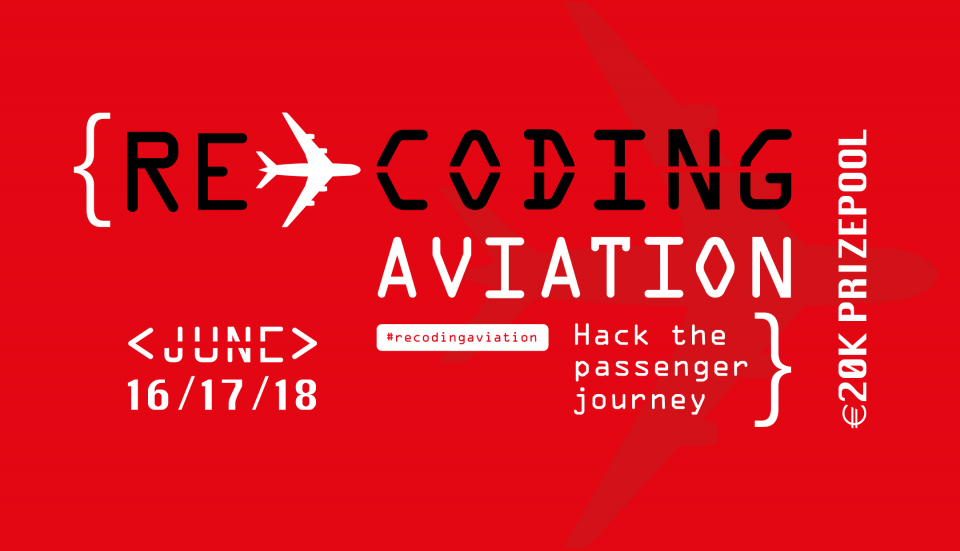 {RE CODING
AVIATION
#recodingaviation
Hack the
passenger
journey }
<JUNE>
16/17/18
€20K PRIZEPOOL